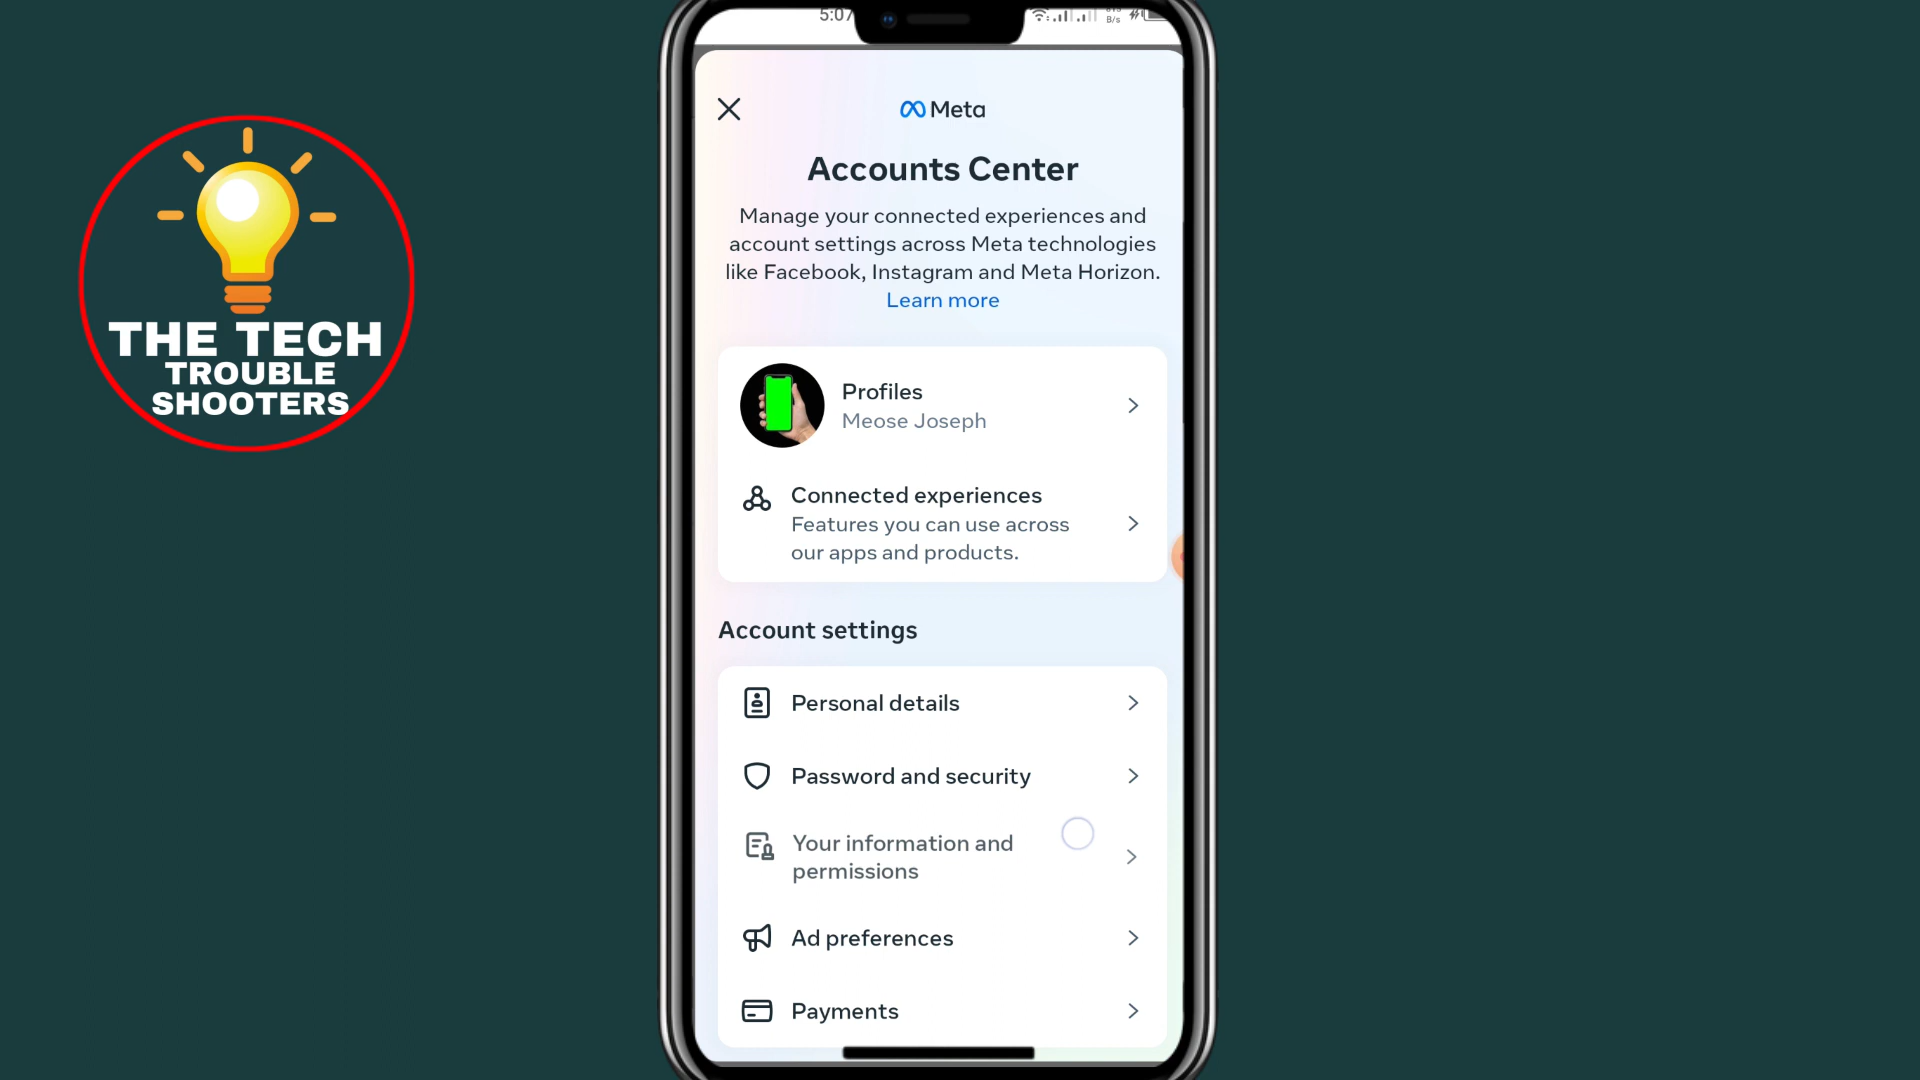 THE TECH
TROUBLE
SHOOTERS
5:07
B/s
Meta
Accounts Center
Manage your connected experiences and
account settings across Meta technologies
like Facebook, Instagram and Meta Horizon.
Learn more
Profiles
Meose Joseph
Connected experiences
Features you can use across
our apps and products.
Account settings
Personal details
Password and security
Your information and
permissions
Ad preferences
Payments